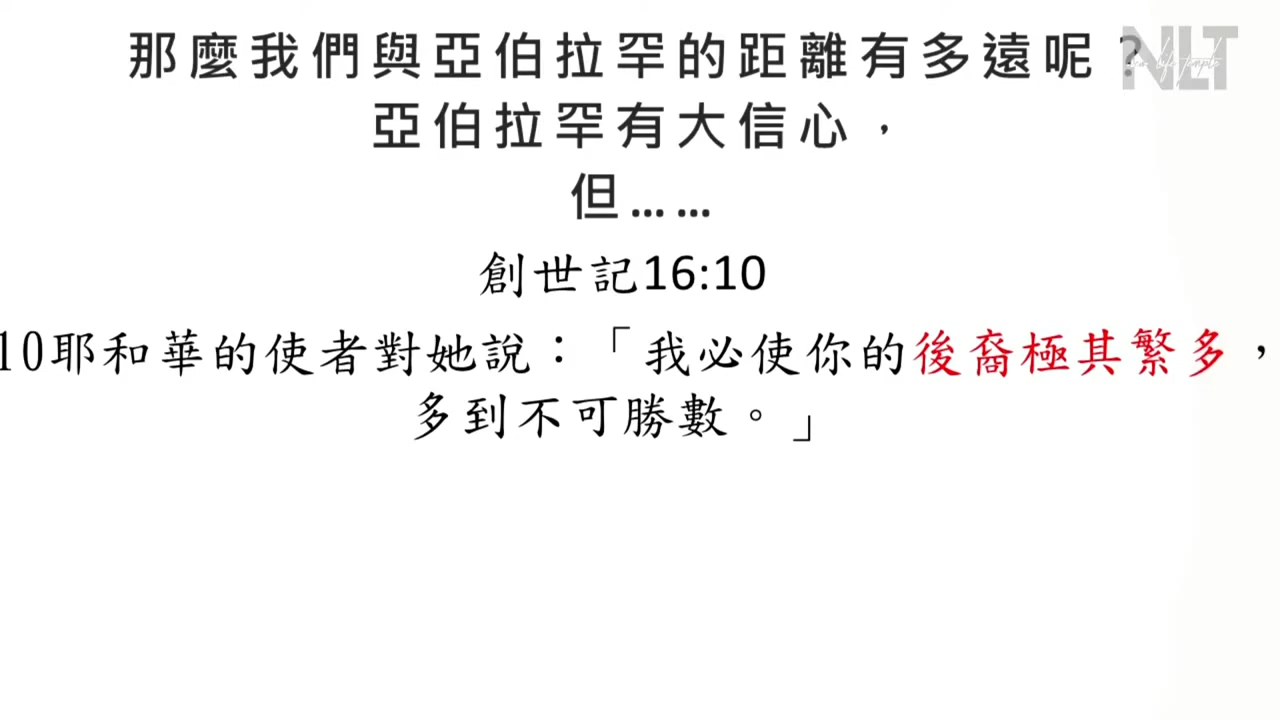 那麼我們與亞伯拉罕的距離有多遠呢？
NLT
new life temple
亞伯拉罕有大信心，
但……
創世記16:10
10耶和華的使者對她說：「我必使你的後裔極其繁多，
多到不可勝數。」